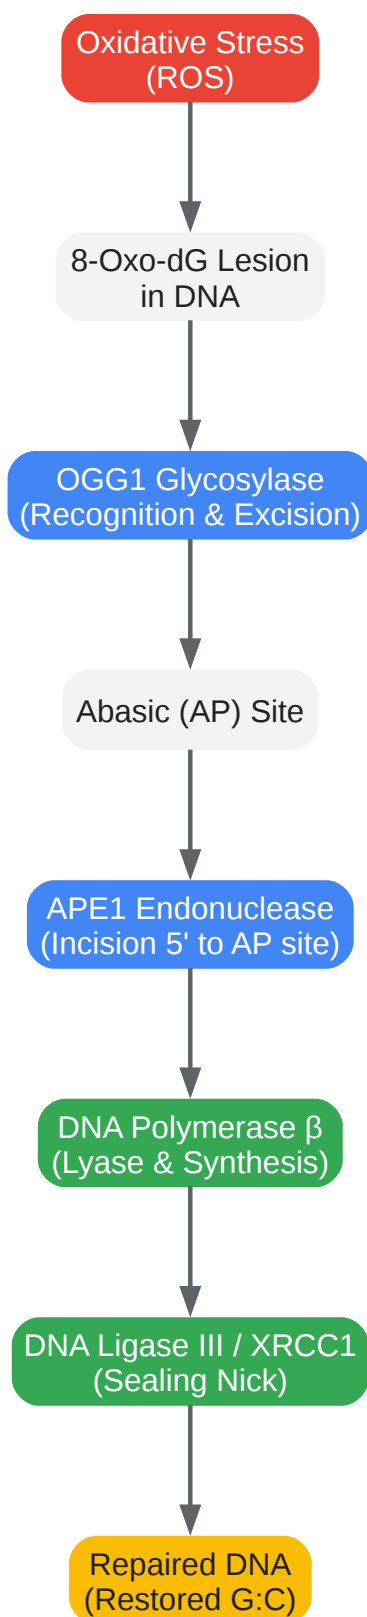 Oxidative Stress
(ROS)
8-Oxo-dG Lesion
in DNA
OGG1 Glycosylase
(Recognition & Excision)
Abasic (AP) Site
APE1 Endonuclease
(Incision 5' to AP site)
DNA Polymerase β
(Lyase & Synthesis)
DNA Ligase III / XRCC1
(Sealing Nick)
Repaired DNA
(Restored G:C)